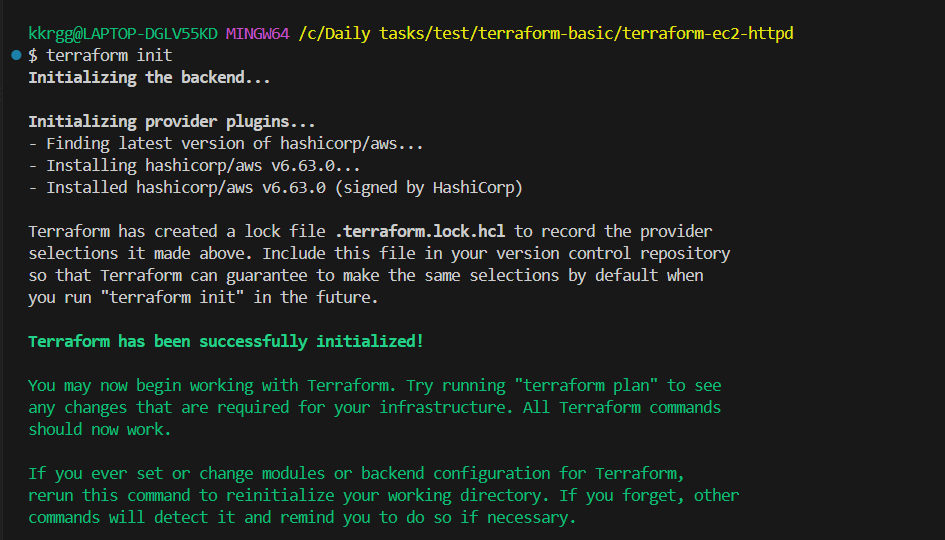 kkrgg@LAPTOP-DGLV55KD MINGW64 /c/Daily tasks/test/terraform-basic/terraform-ec2-httpd
$ terraform init
Initializing the backend...
Initializing provider plugins...
- Finding latest version of hashicorp/aws...
- Installing hashicorp/aws v6.63.0...
- Installed hashicorp/aws v6.63.0 (signed by HashiCorp)
Terraform has created a lock file .terraform.lock.hcl to record the provider
selections it made above. Include this file in your version control repository
so that Terraform can guarantee to make the same selections by default when
you run "terraform init" in the future.
Terraform has been successfully initialized!
You may now begin working with Terraform. Try running "terraform plan" to see
any changes that are required for your infrastructure. All Terraform commands
should now work.
If you ever set or change modules or backend configuration for Terraform,
rerun this command to reinitialize your working directory. If you forget, other
commands will detect it and remind you to do so if necessary.